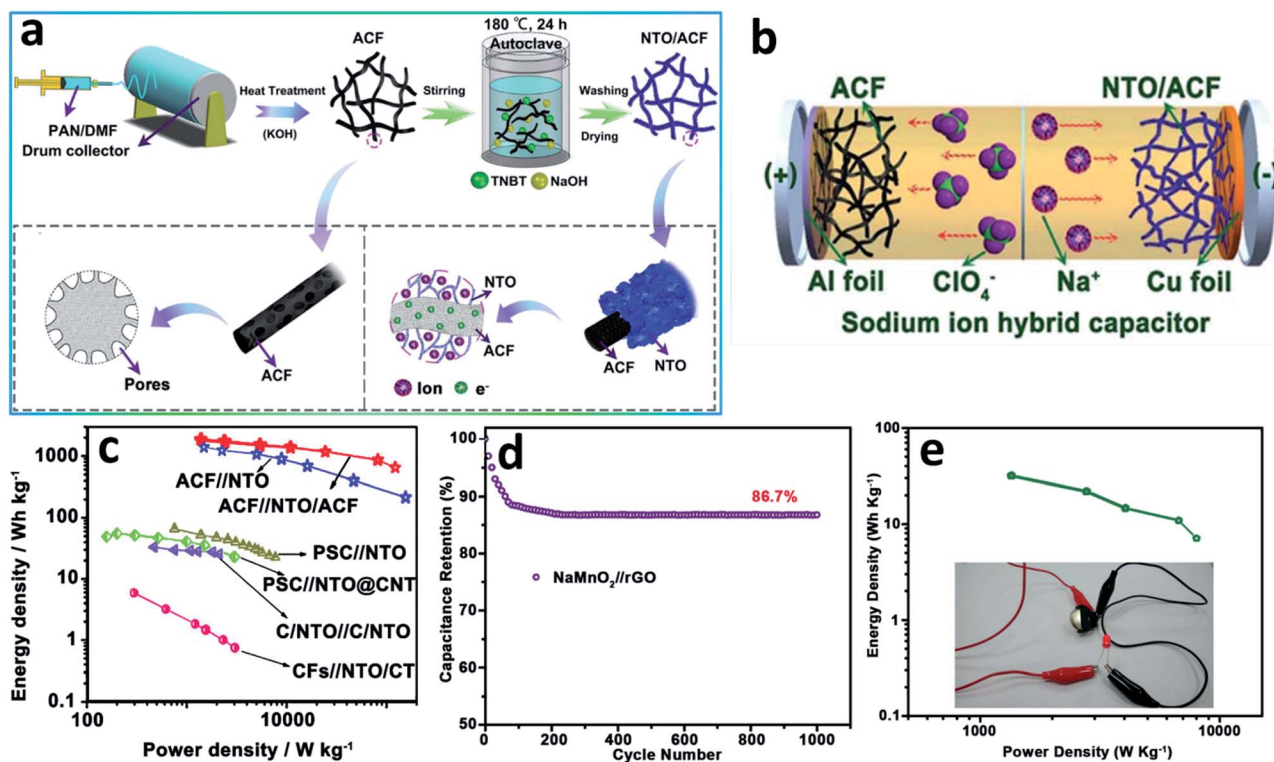 a
PAN/DMF
Drum collector
Heat Treatment
(KOH)
ACF
Stirring
180 ℃, 24 h
Autoclave
TNBT
NaOH
Washing
Drying
NTO/ACF
Pores
ACF
NTO
ACF
Ion
e-
ACF
NTO
b
ACF
NTO/ACF
(+)
(-)
Al foil
ClO4-
Na+
Cu foil
Sodium ion hybrid capacitor
c
Energy density / Wh kg-1
1000
100
10
1
0.1
ACF//NTO
ACF//NTO/ACF
PSC//NTO
PSC//NTO@CNT
C/NTO//C/NTO
CFs//NTO/CT
100
10000
Power density / W kg-1
d
Capacitance Retention (%)
100
90
80
70
60
50
86.7%
NaMnO2//rGO
0
200
400
600
800
1000
Cycle Number
e
Energy Density (Wh Kg-1)
100
10
1
0.1
1000
10000
Power Density (W Kg-1)